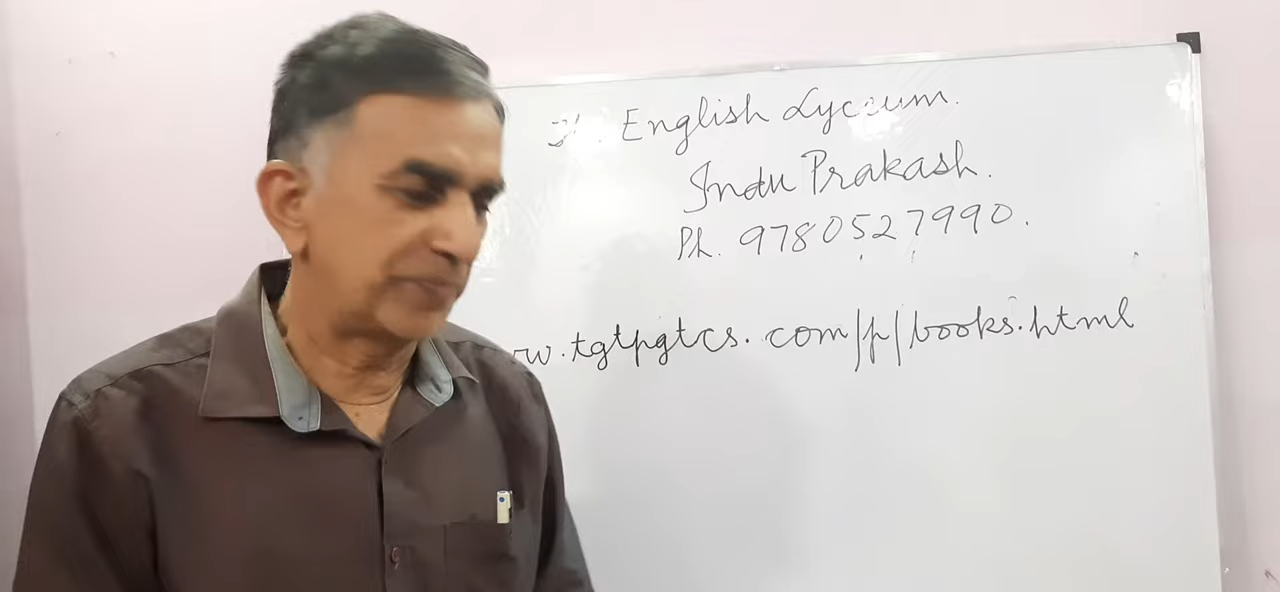 English Lyceum.
Indu Prakash.
Ph. 9780527990.
w.tgtpgtcs.com/p/books.html